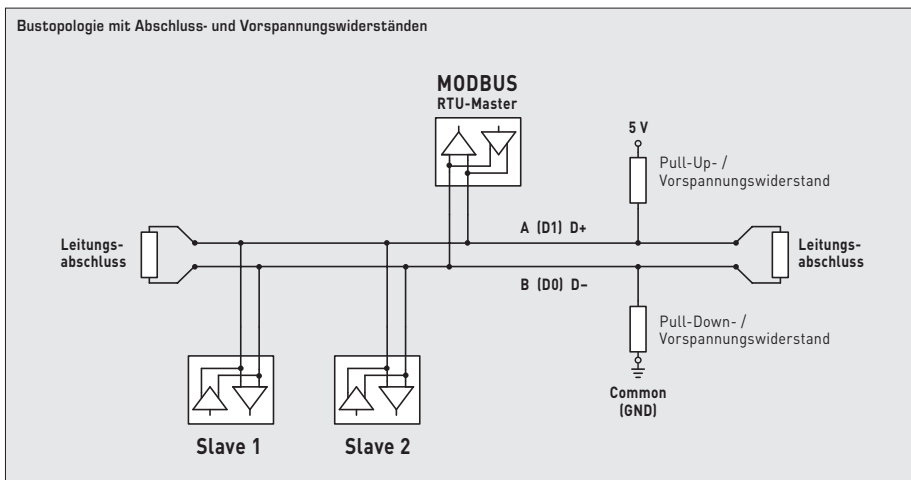 Bustopologie mit Abschluss- und Vorspannungswiderständen
MODBUS
RTU-Master
5 V
Pull-Up- /
Vorspannungswiderstand
A (D1) D+
Leitungs-
abschluss
Leitungs-
abschluss
B (D0) D–
Pull-Down- /
Vorspannungswiderstand
Common
(GND)
Slave 1
Slave 2